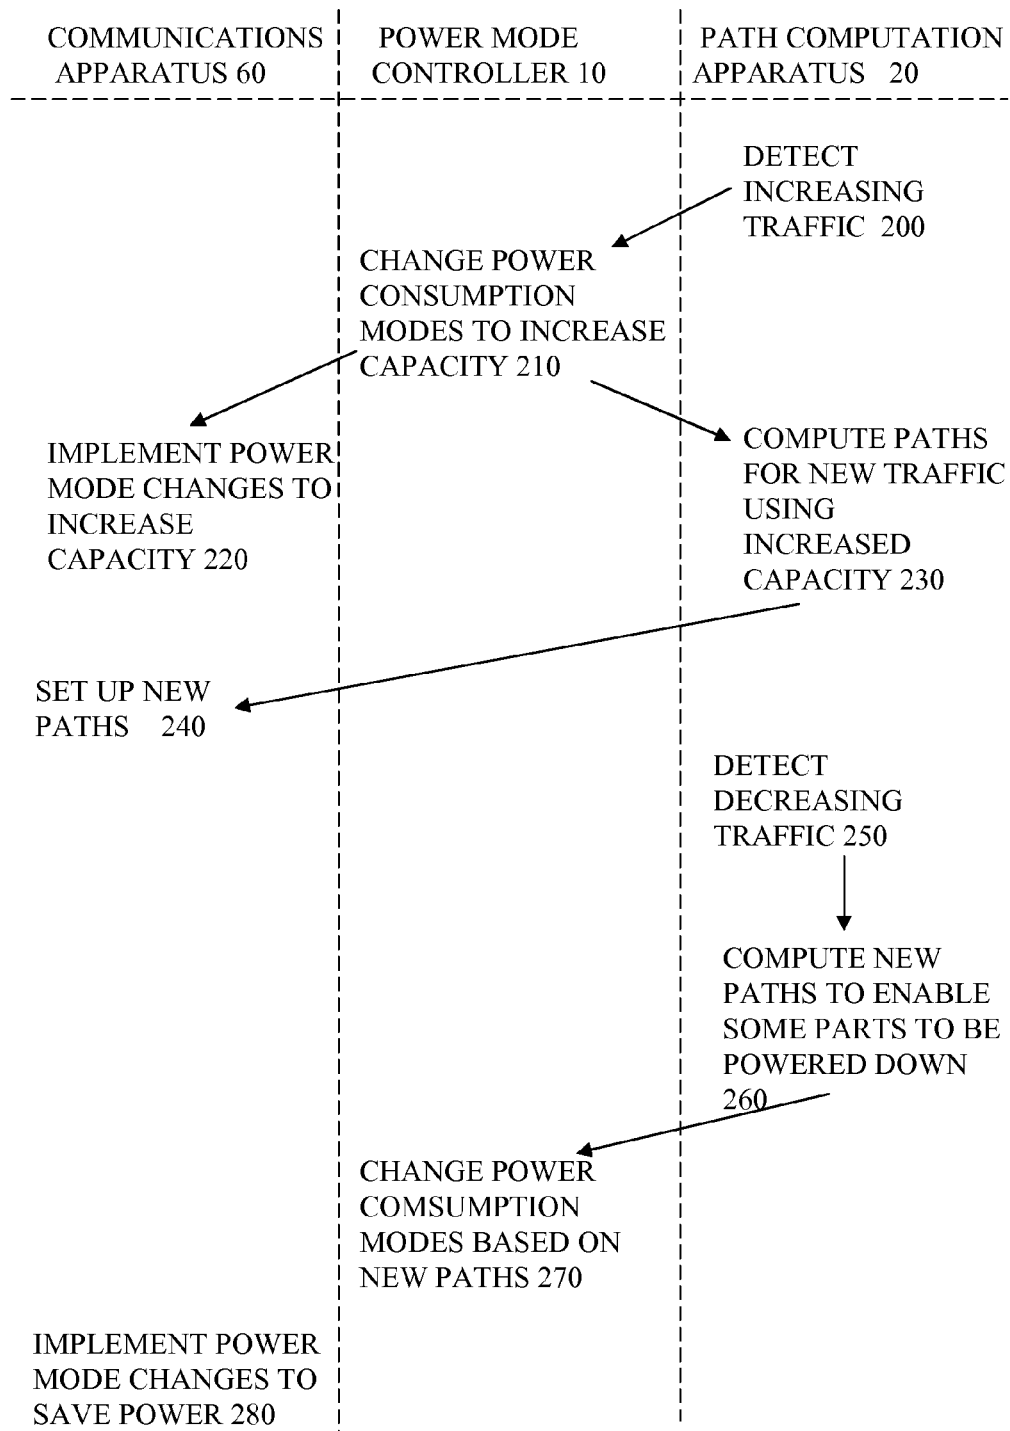 COMMUNICATIONS
APPARATUS 60
POWER MODE
CONTROLLER 10
PATH COMPUTATION
APPARATUS 20
DETECT
INCREASING
TRAFFIC 200
CHANGE POWER
CONSUMPTION
MODES TO INCREASE
CAPACITY 210
IMPLEMENT POWER
MODE CHANGES TO
INCREASE
CAPACITY 220
COMPUTE PATHS
FOR NEW TRAFFIC
USING
INCREASED
CAPACITY 230
SET UP NEW
PATHS 240
DETECT
DECREASING
TRAFFIC 250
COMPUTE NEW
PATHS TO ENABLE
SOME PARTS TO BE
POWERED DOWN
260
CHANGE POWER
COMSUMPTION
MODES BASED ON
NEW PATHS 270
IMPLEMENT POWER
MODE CHANGES TO
SAVE POWER 280